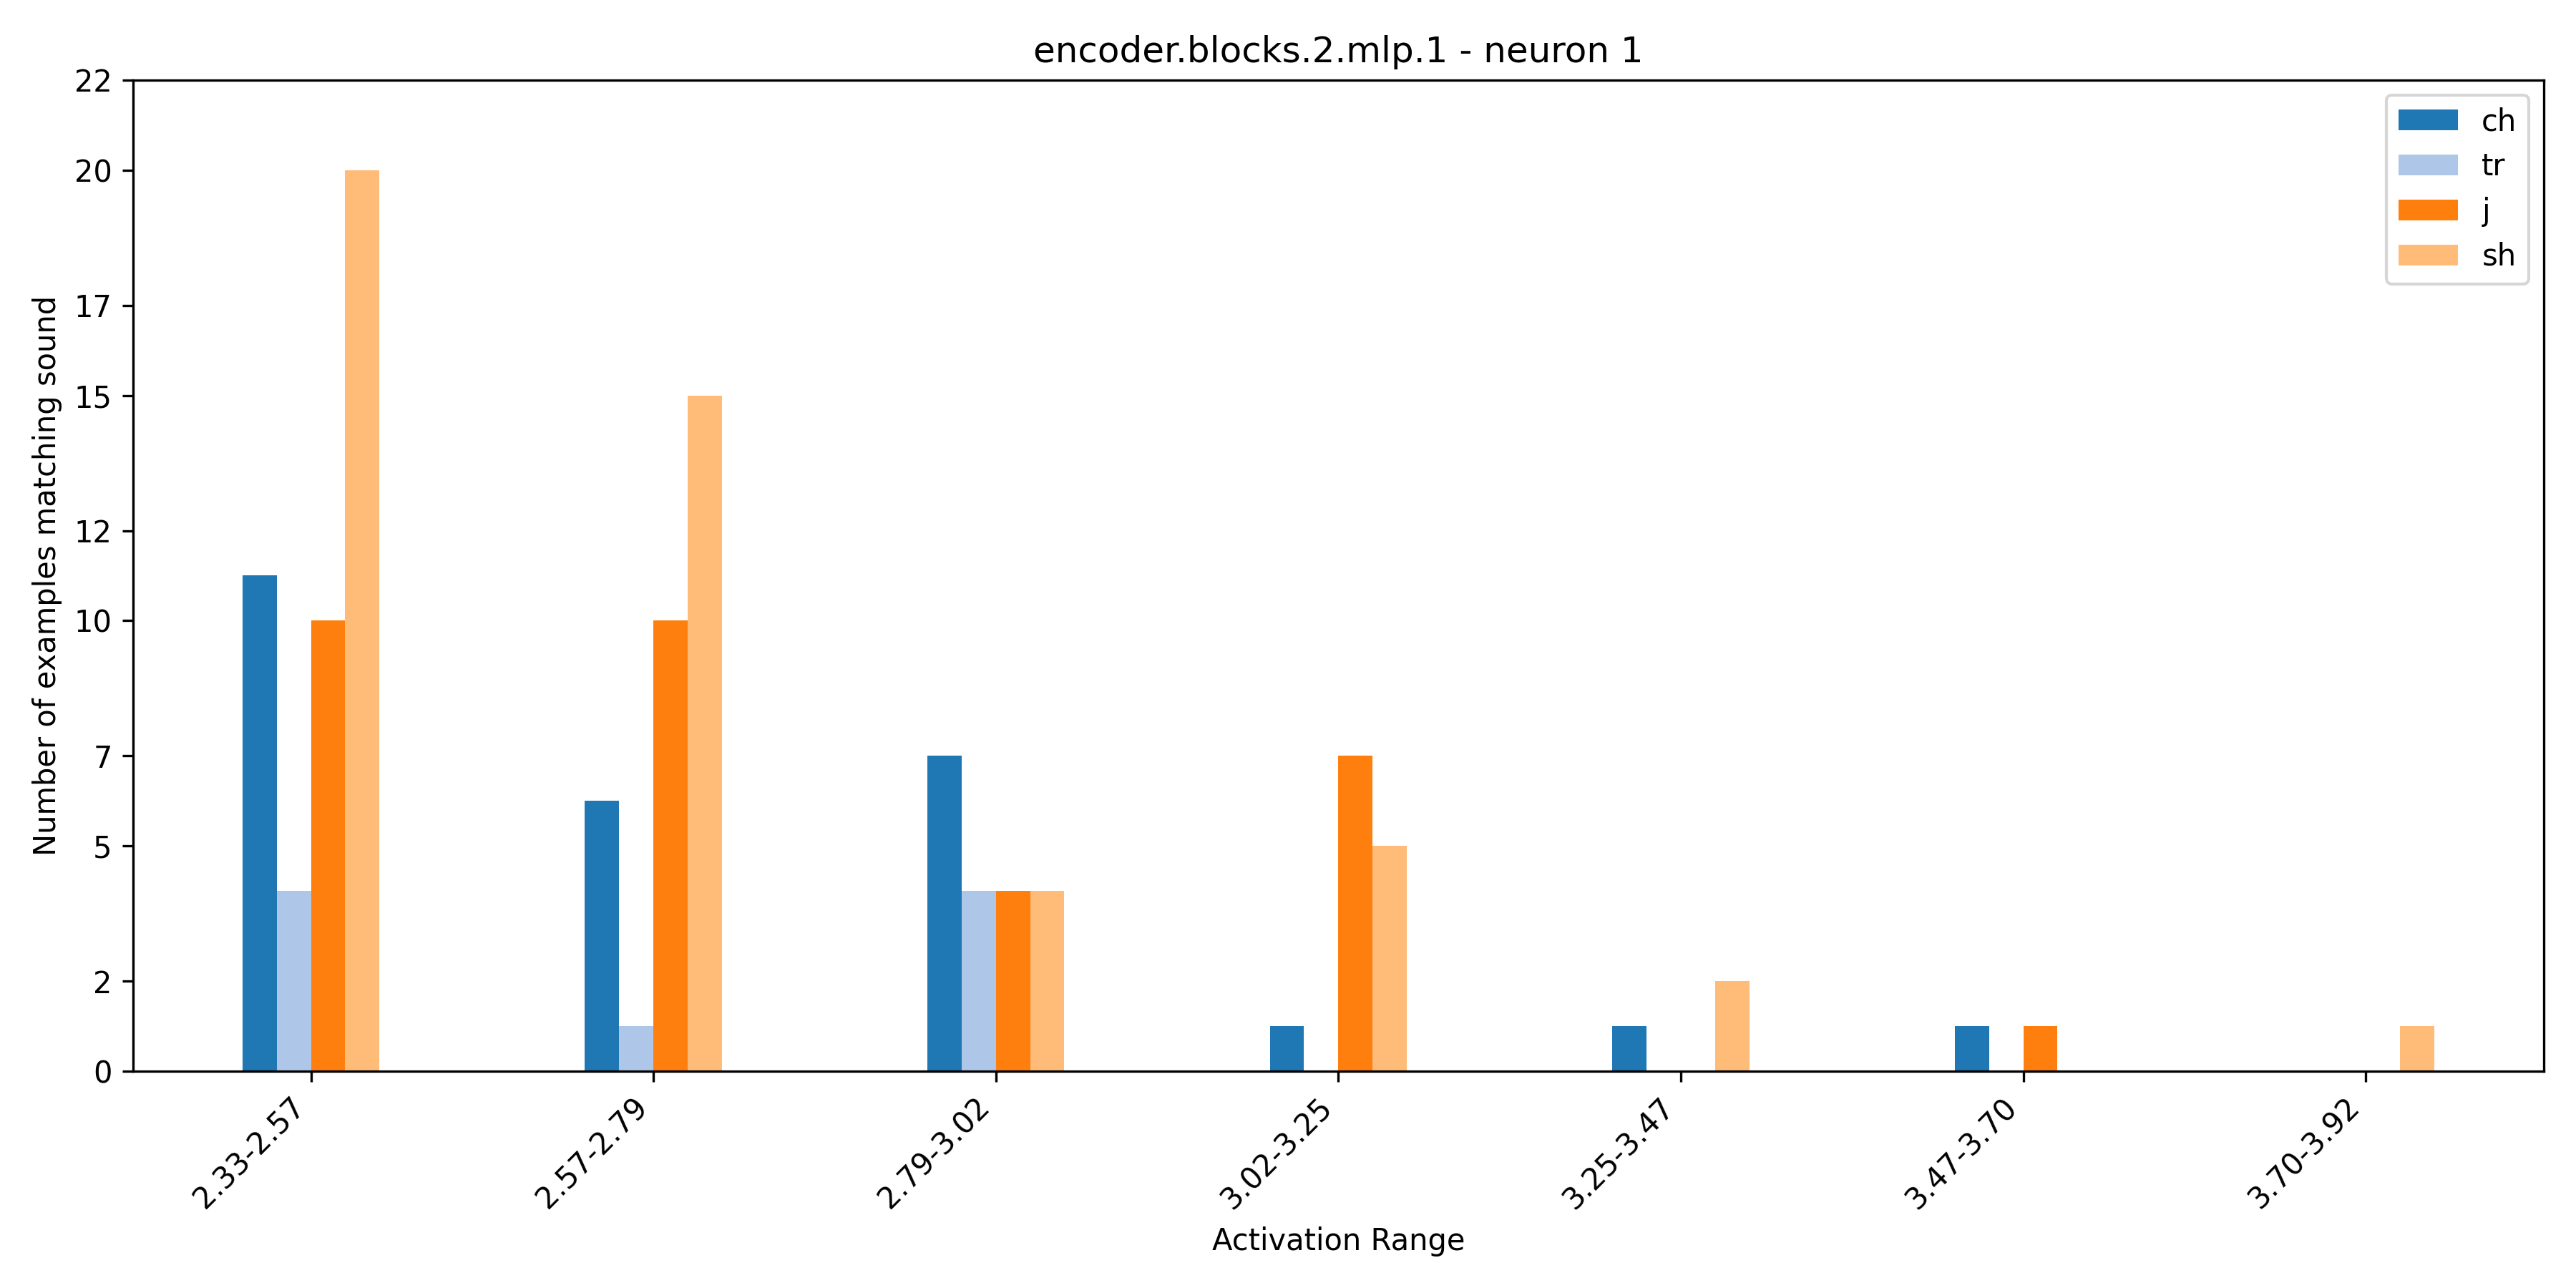 encoder.blocks.2.mlp.1 - neuron 1
ch
tr
j
sh
Number of examples matching sound
22
20
17
15
12
10
7
5
2
0
2.33-2.57
2.57-2.79
2.79-3.02
3.02-3.25
3.25-3.47
3.47-3.70
3.70-3.92
Activation Range